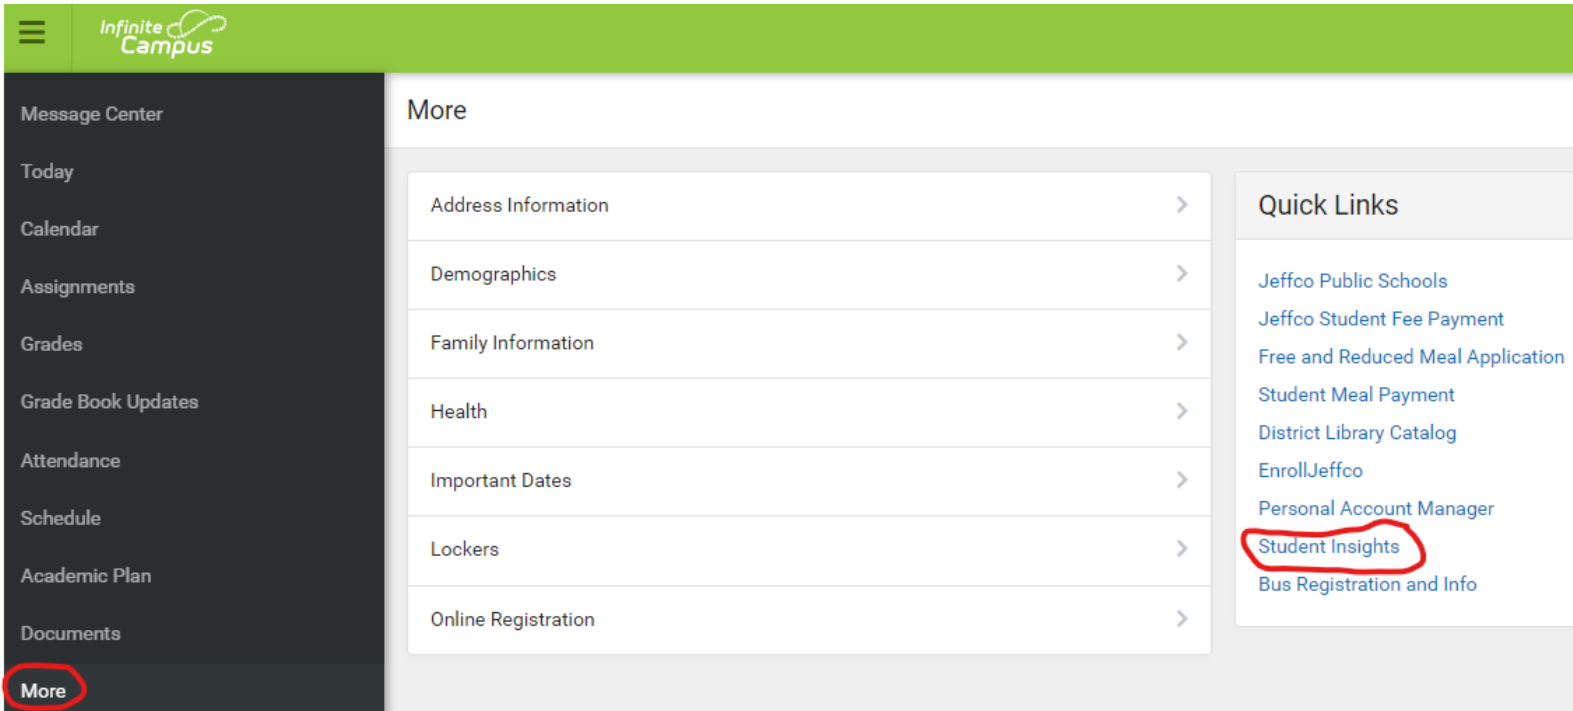 Infinite
Campus
Message Center
Today
Calendar
Assignments
Grades
Grade Book Updates
Attendance
Schedule
Academic Plan
Documents
More
More
Address Information
Demographics
Family Information
Health
Important Dates
Lockers
Online Registration
Quick Links
Jeffco Public Schools
Jeffco Student Fee Payment
Free and Reduced Meal Application
Student Meal Payment
District Library Catalog
EnrollJeffco
Personal Account Manager
Student Insights
Bus Registration and Info